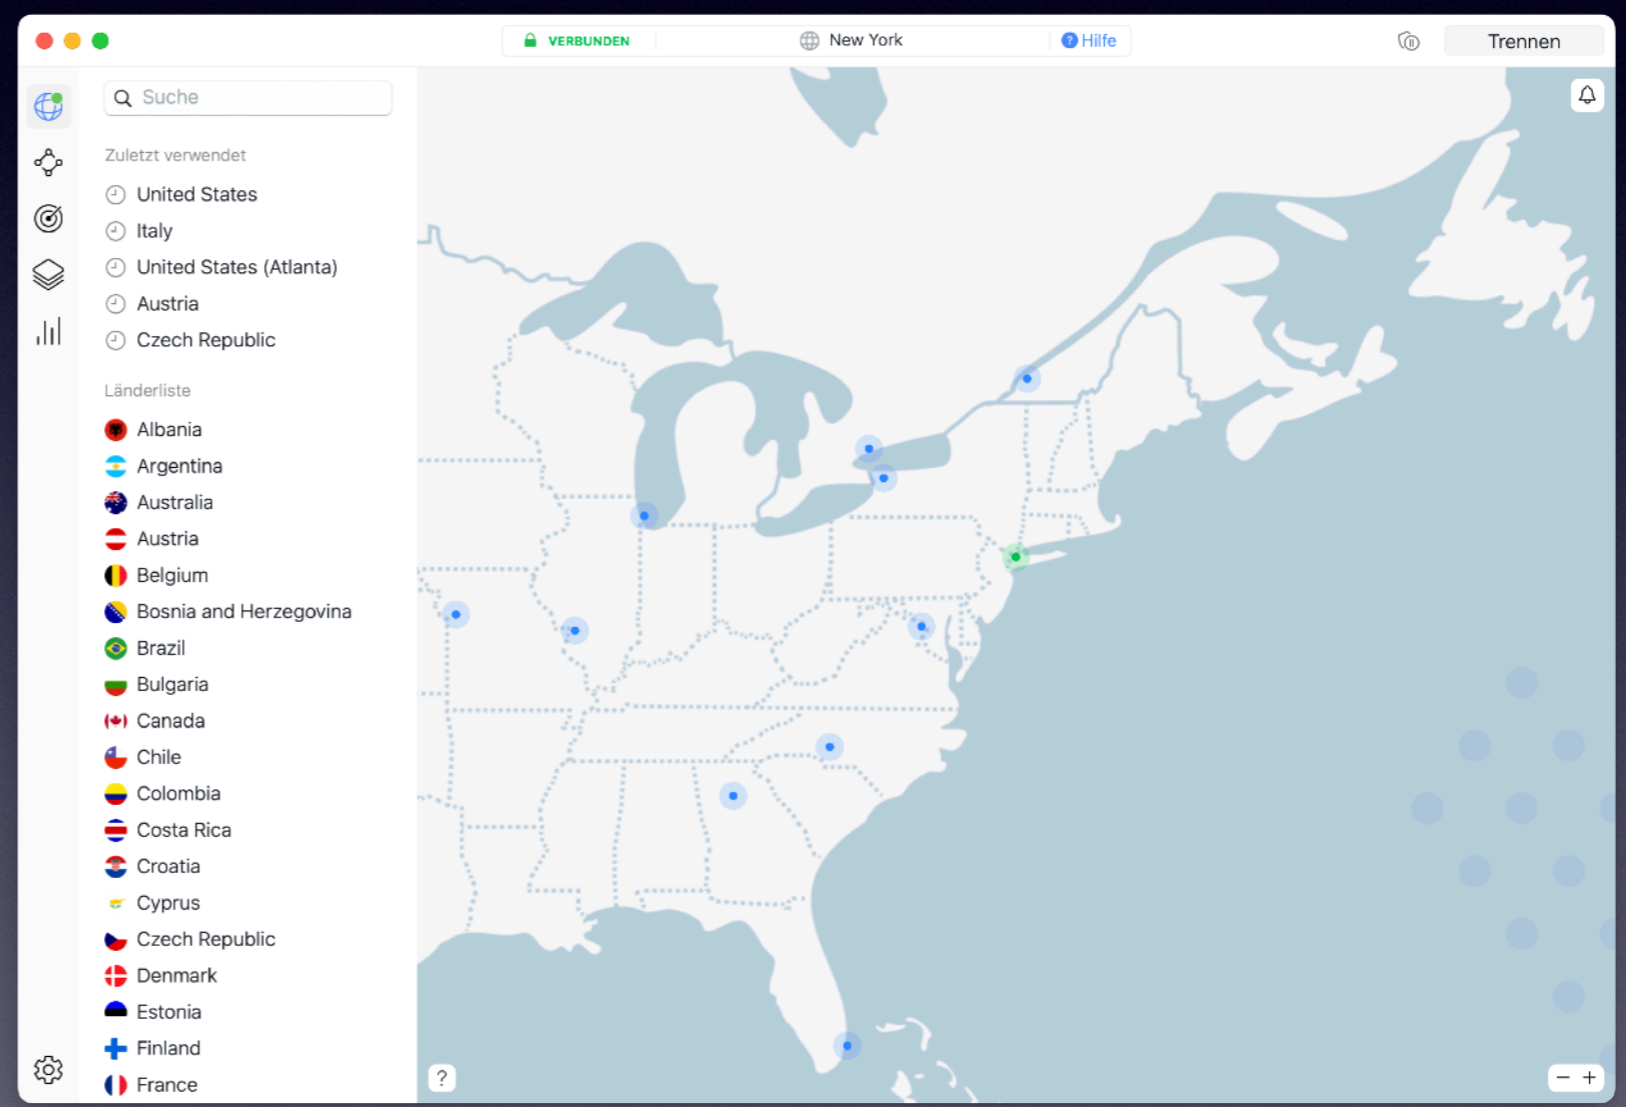 VERBUNDEN
New York
? Hilfe
Trennen
Suche
Zuletzt verwendet
United States
Italy
United States (Atlanta)
Austria
Czech Republic
Länderliste
Albania
Argentina
Australia
Austria
Belgium
Bosnia and Herzegovina
Brazil
Bulgaria
Canada
Chile
Colombia
Costa Rica
Croatia
Cyprus
Czech Republic
Denmark
Estonia
Finland
France
?
− +